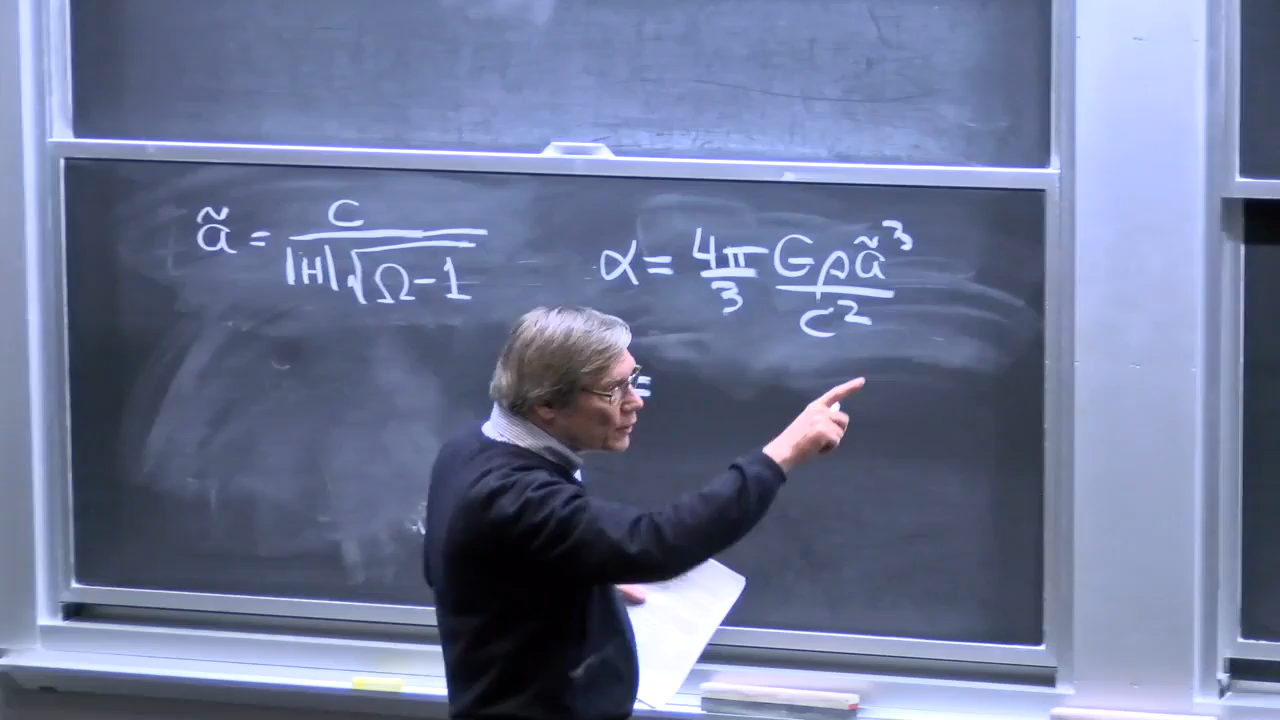 ã = c / |H|√Ω-1
α = 4π/3 Gρã³/c²
=